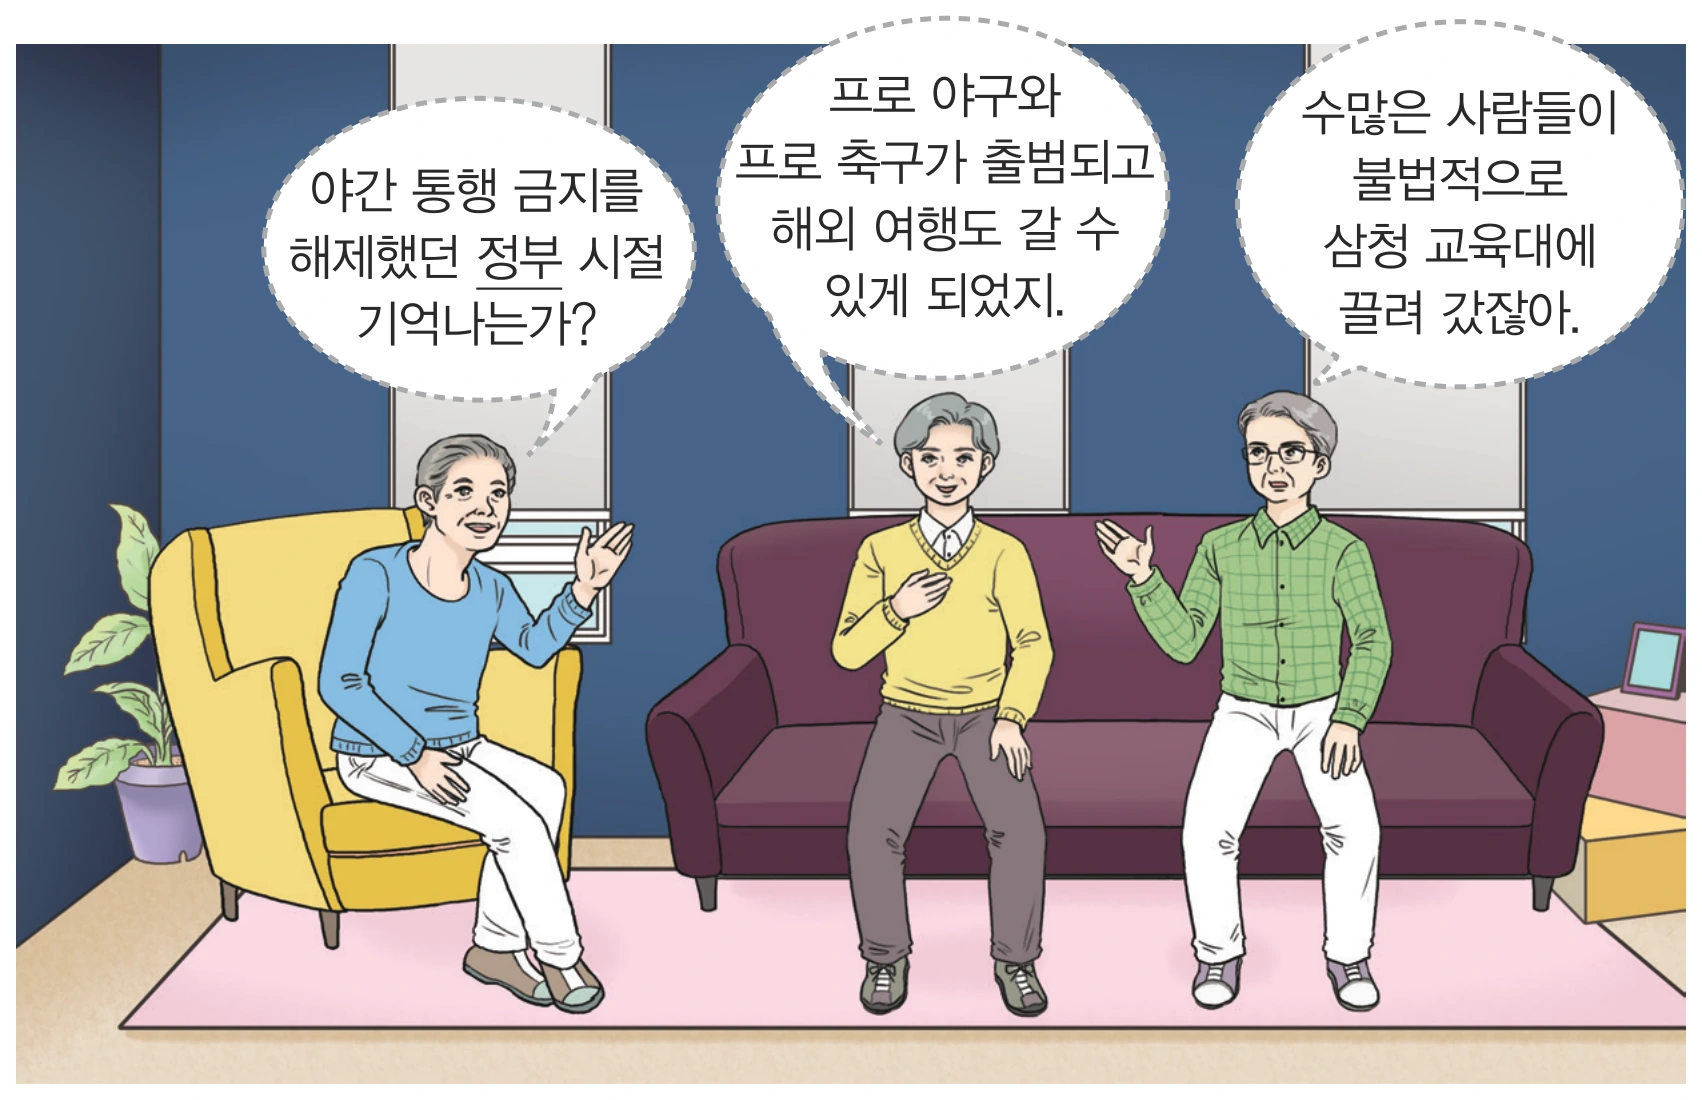 야간 통행 금지를
해제했던 정부 시절
기억나는가?
프로 야구와
프로 축구가 출범되고
해외 여행도 갈 수
있게 되었지.
수많은 사람들이
불법적으로
삼청 교육대에
끌려 갔잖아.